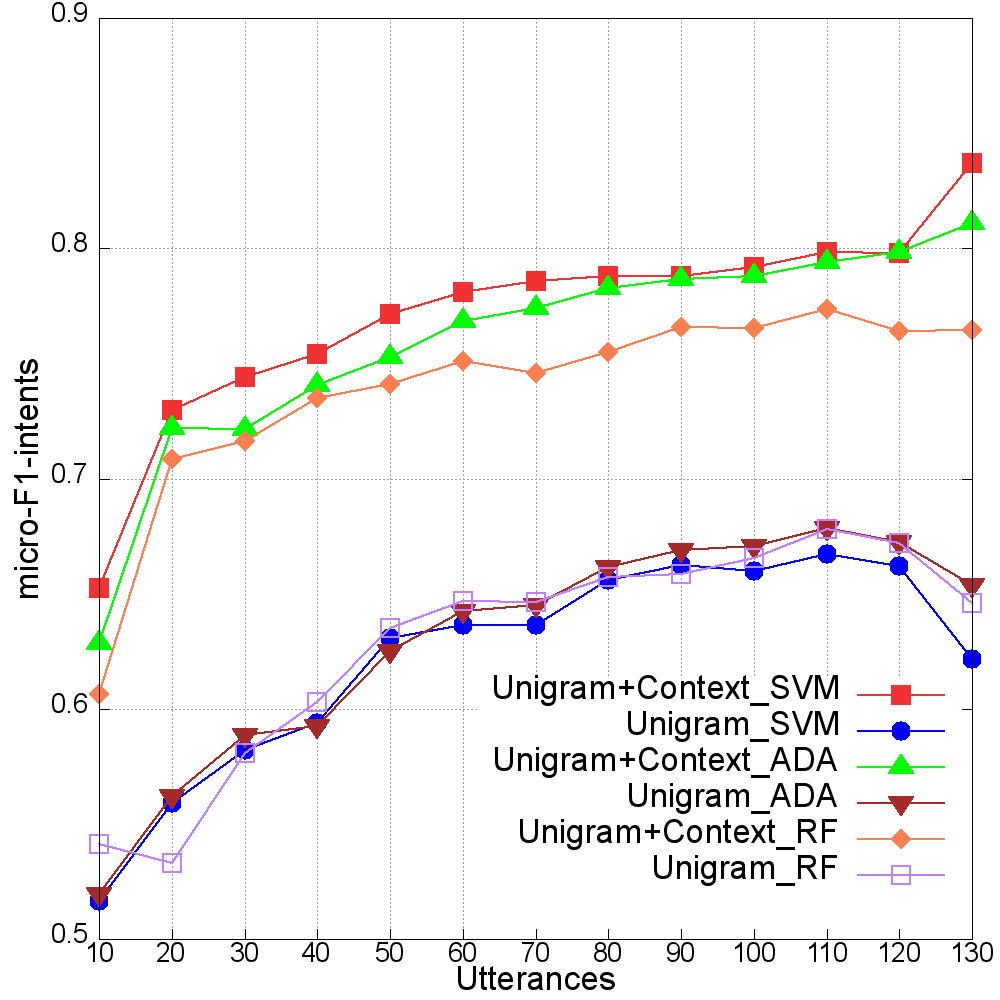 0.9
0.8
0.7
0.6
0.5
micro-F1-intents
Unigram+Context_SVM
Unigram_SVM
Unigram+Context_ADA
Unigram_ADA
Unigram+Context_RF
Unigram_RF
10 20 30 40 50 60 70 80 90 100 110 120 130
Utterances